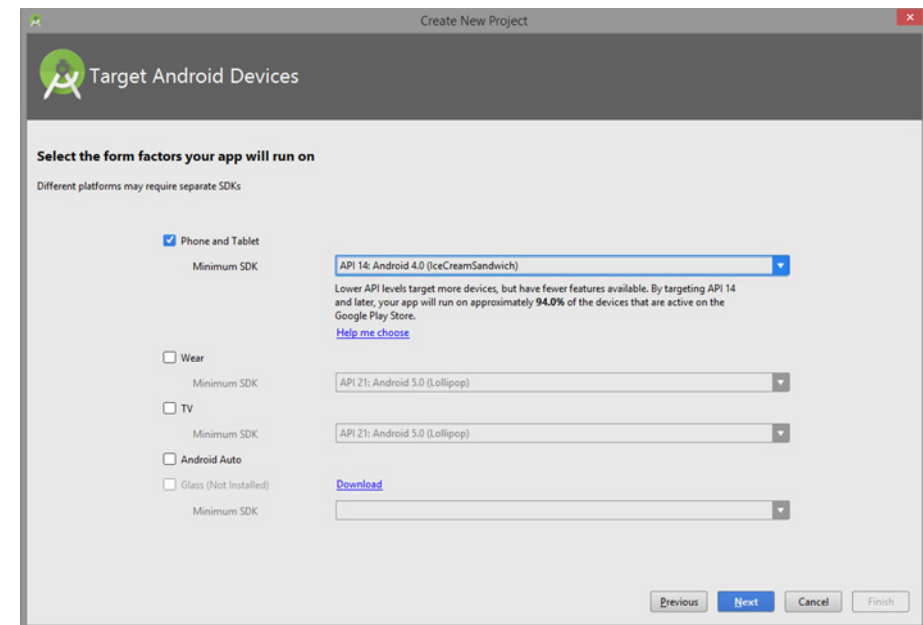 Create New Project
Target Android Devices
Select the form factors your app will run on
Different platforms may require separate SDKs
Phone and Tablet
Minimum SDK
API 14: Android 4.0 (IceCreamSandwich)
Lower API levels target more devices, but have fewer features available. By targeting API 14
and later, your app will run on approximately 94.0% of the devices that are active on the
Google Play Store.
Help me choose
Wear
Minimum SDK
API 21: Android 5.0 (Lollipop)
TV
Minimum SDK
API 21: Android 5.0 (Lollipop)
Android Auto
Glass (Not Installed)
Download
Minimum SDK
Previous
Next
Cancel
Finish